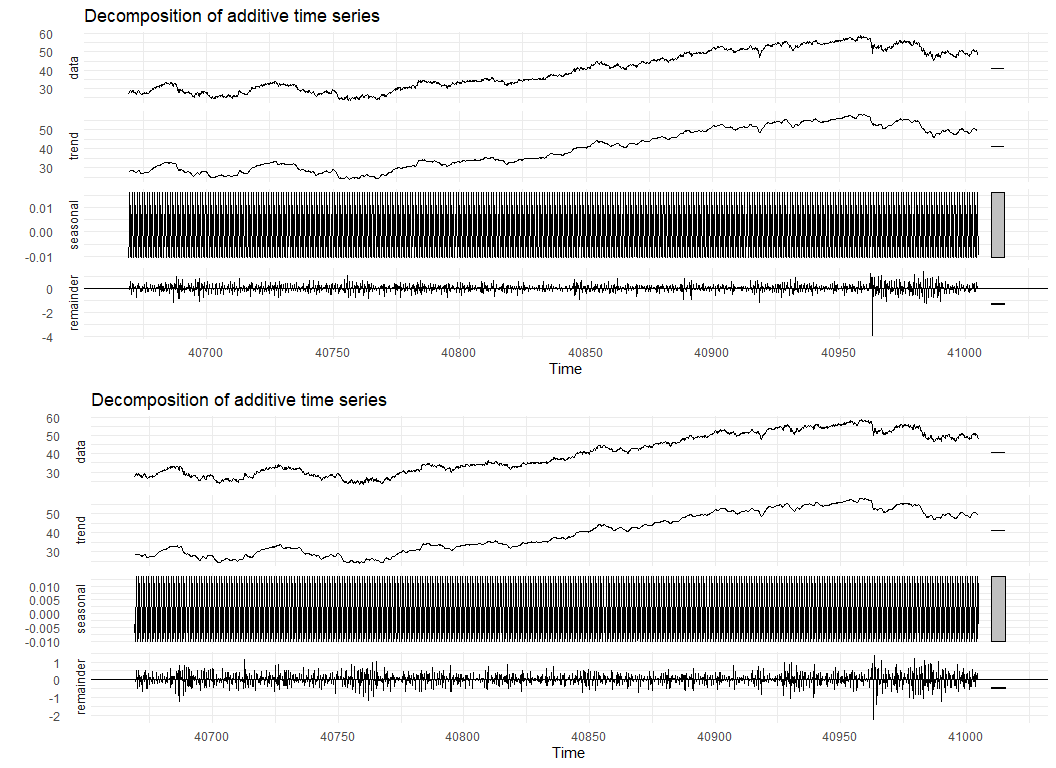 Decomposition of additive time series
60
50
40
30
data
50
40
30
trend
0.01
0.00
-0.01
seasonal
0
-2
-4
remainder
40700 40750 40800 40850 40900 40950 41000
Time
Decomposition of additive time series
60
50
40
30
data
50
40
30
trend
0.010
0.005
0.000
-0.005
-0.010
seasonal
1
0
-1
-2
remainder
40700 40750 40800 40850 40900 40950 41000
Time